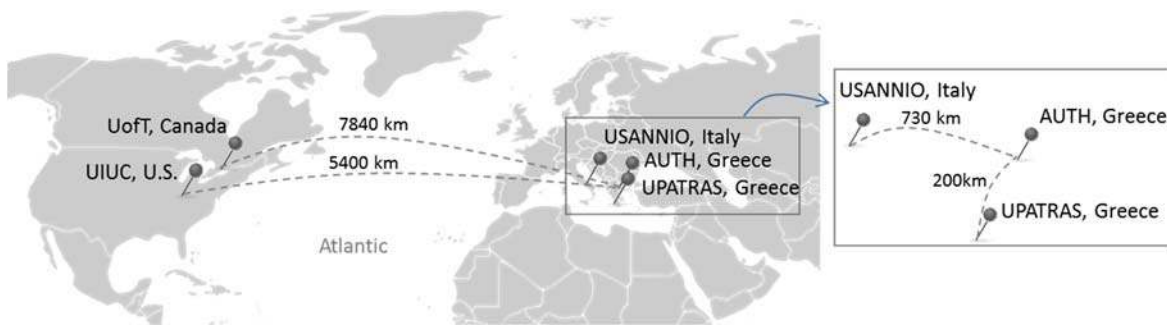 UofT, Canada
7840 km
UIUC, U.S.
5400 km
USANNIO, Italy
AUTH, Greece
UPATRAS, Greece
Atlantic
USANNIO, Italy
730 km
AUTH, Greece
200km
UPATRAS, Greece